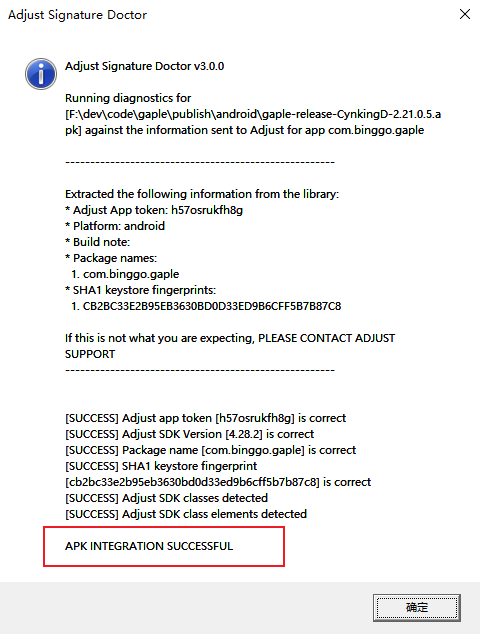 Adjust Signature Doctor
Adjust Signature Doctor v3.0.0
Running diagnostics for
[F:\dev\code\gaple\publish\android\gaple-release-CynkingD-2.21.0.5.a
pk] against the information sent to Adjust for app com.binggo.gaple
------------------------------------------------------
Extracted the following information from the library:
* Adjust App token: h57osrukfh8g
* Platform: android
* Build note:
* Package names:
1. com.binggo.gaple
* SHA1 keystore fingerprints:
1. CB2BC33E2B95EB3630BD0D33ED9B6CFF5B7B87C8
If this is not what you are expecting, PLEASE CONTACT ADJUST
SUPPORT
------------------------------------------------------
[SUCCESS] Adjust app token [h57osrukfh8g] is correct
[SUCCESS] Adjust SDK Version [4.28.2] is correct
[SUCCESS] Package name [com.binggo.gaple] is correct
[SUCCESS] SHA1 keystore fingerprint
[cb2bc33e2b95eb3630bd0d33ed9b6cff5b7b87c8] is correct
[SUCCESS] Adjust SDK classes detected
[SUCCESS] Adjust SDK class elements detected
APK INTEGRATION SUCCESSFUL
确定